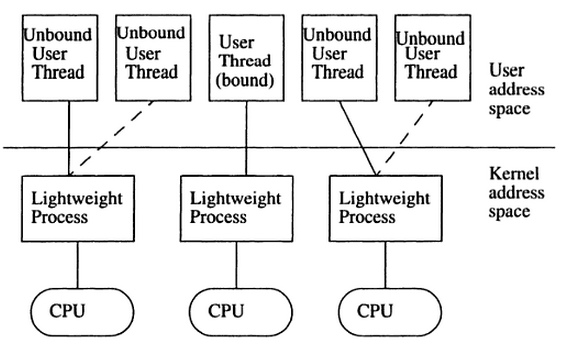 Unbound
User
Thread
Unbound
User
Thread
User
Thread
(bound)
Unbound
User
Thread
Unbound
User
Thread
User
address
space
Kernel
address
space
Lightweight
Process
Lightweight
Process
Lightweight
Process
CPU
CPU
CPU